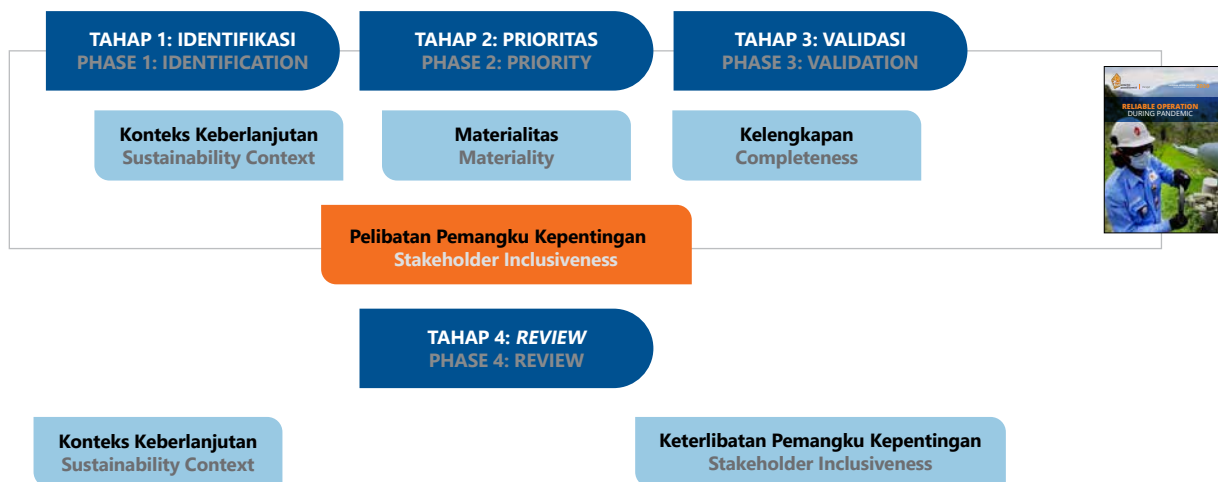 TAHAP 1: IDENTIFIKASI
PHASE 1: IDENTIFICATION
TAHAP 2: PRIORITAS
PHASE 2: PRIORITY
TAHAP 3: VALIDASI
PHASE 3: VALIDATION
RELIABLE OPERATION
DURING PANDEMIC
Konteks Keberlanjutan
Sustainability Context
Materialitas
Materiality
Kelengkapan
Completeness
Pelibatan Pemangku Kepentingan
Stakeholder Inclusiveness
TAHAP 4: REVIEW
PHASE 4: REVIEW
Konteks Keberlanjutan
Sustainability Context
Keterlibatan Pemangku Kepentingan
Stakeholder Inclusiveness